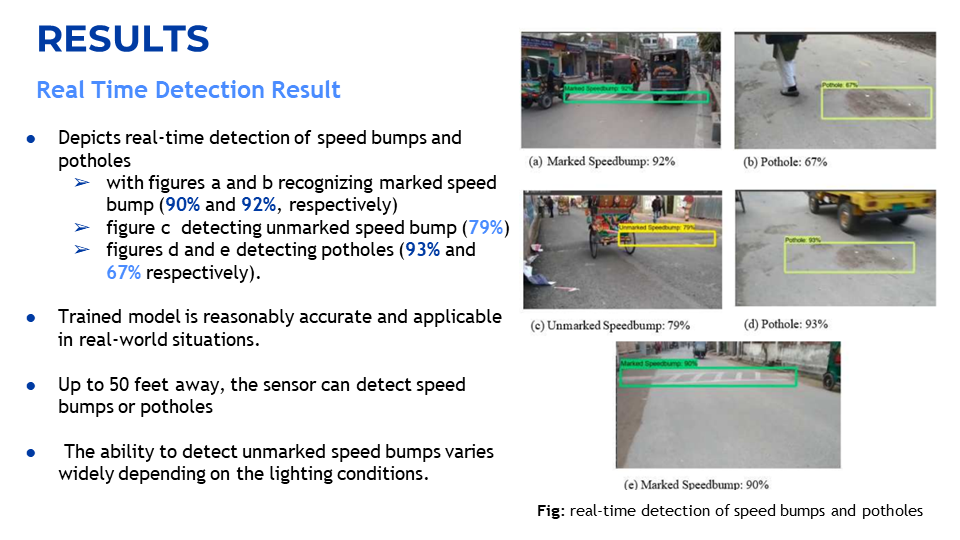 RESULTS
Real Time Detection Result
● Depicts real-time detection of speed bumps and
potholes
➢ with figures a and b recognizing marked speed
bump (90% and 92%, respectively)
➢ figure c detecting unmarked speed bump (79%)
➢ figures d and e detecting potholes (93% and
67% respectively).
● Trained model is reasonably accurate and applicable
in real-world situations.
● Up to 50 feet away, the sensor can detect speed
bumps or potholes
● The ability to detect unmarked speed bumps varies
widely depending on the lighting conditions.
Marked Speedbump: 92%
(a) Marked Speedbump: 92%
Pothole: 67%
(b) Pothole: 67%
Unmarked Speedbump: 79%
(c) Unmarked Speedbump: 79%
Pothole: 93%
(d) Pothole: 93%
Marked Speedbump: 90%
(e) Marked Speedbump: 90%
Fig: real-time detection of speed bumps and potholes